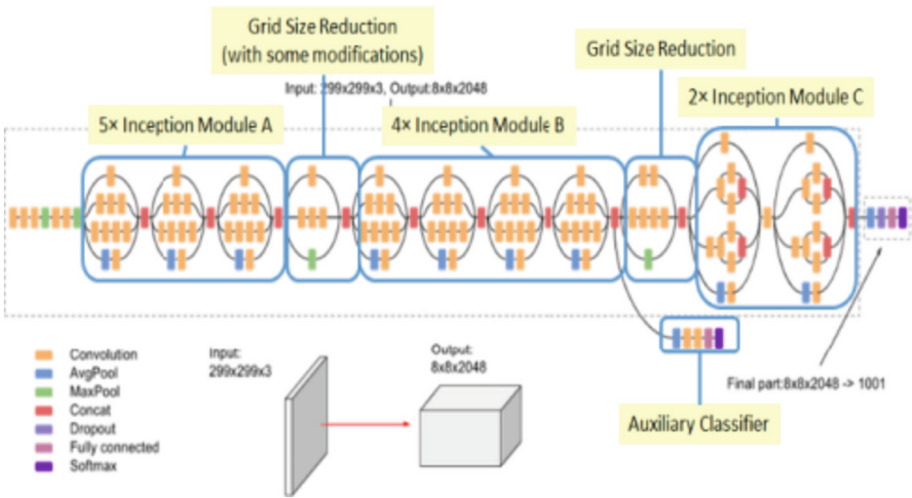 Grid Size Reduction
(with some modifications)
Grid Size Reduction
Input: 299x299x3, Output:8x8x2048
2× Inception Module C
5× Inception Module A
4× Inception Module B
Convolution
AvgPool
MaxPool
Concat
Dropout
Fully connected
Softmax
Input:
299x299x3
Output:
8x8x2048
Final part:8x8x2048 -> 1001
Auxiliary Classifier